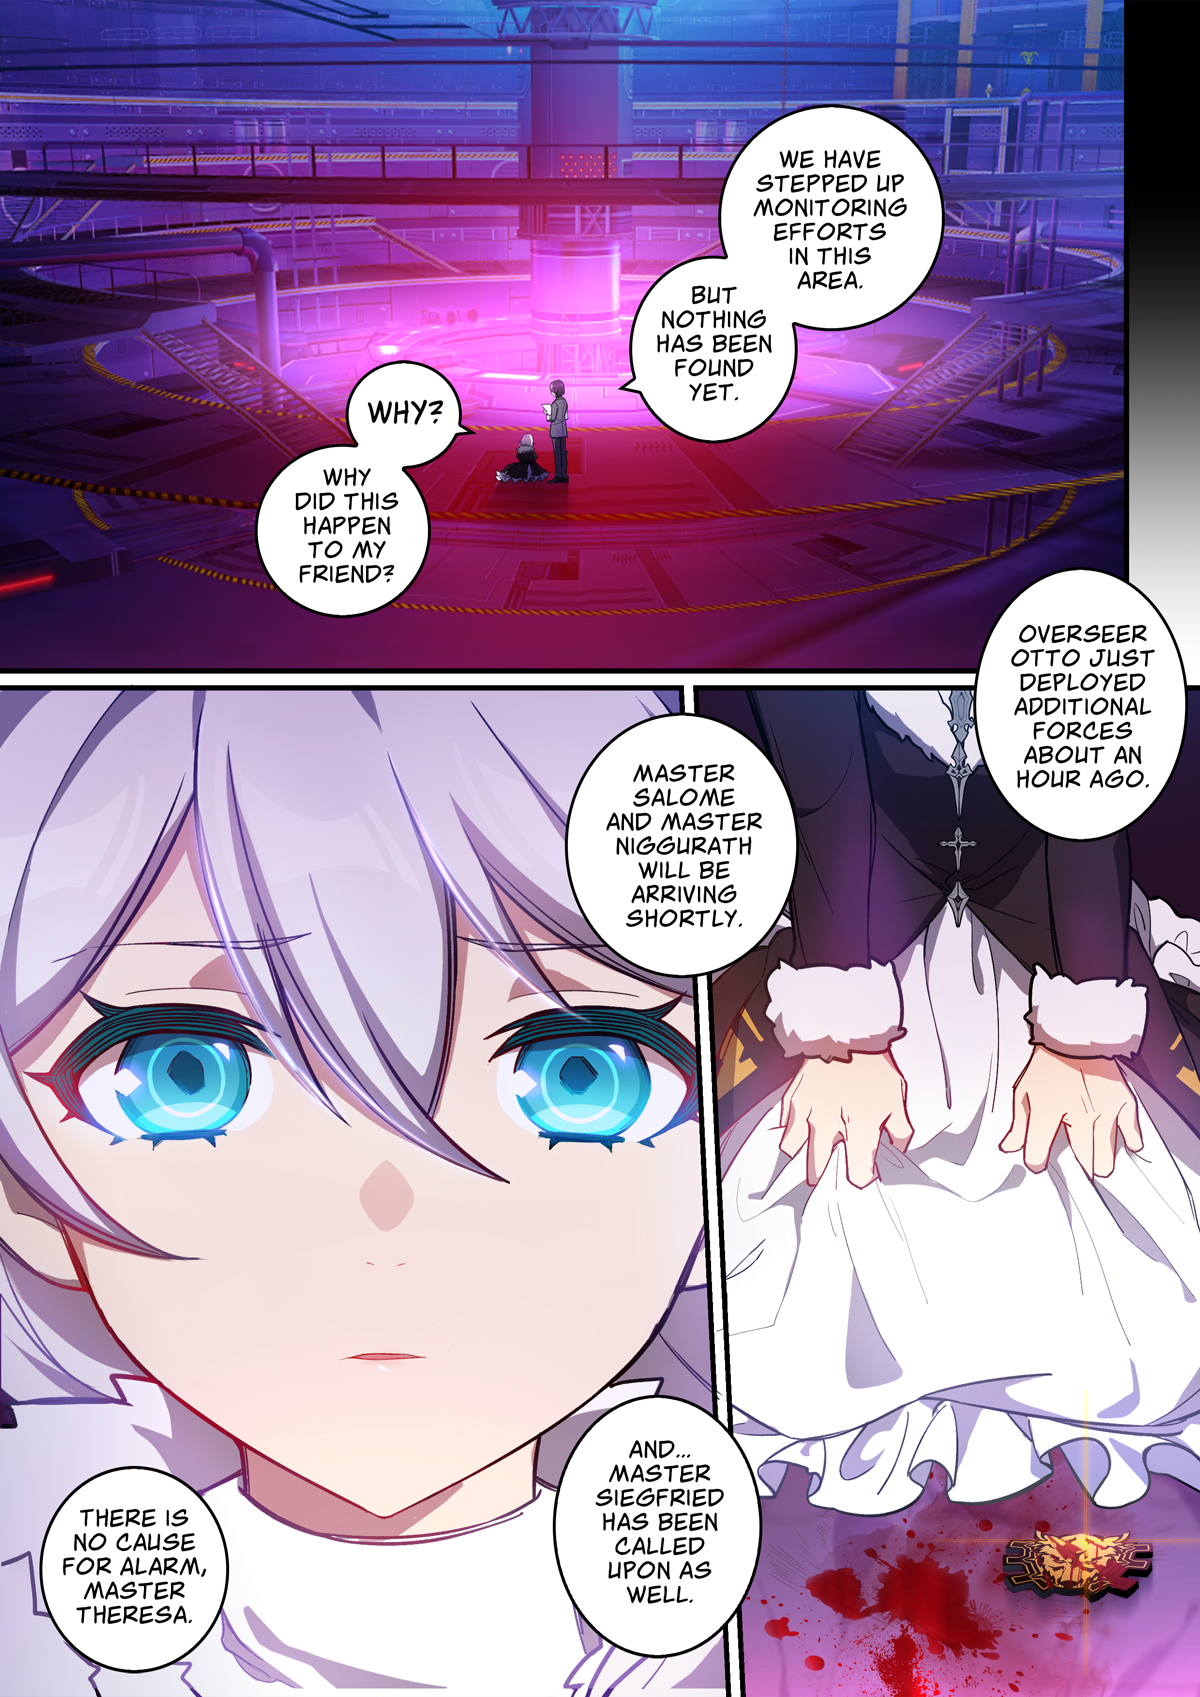 WE HAVE
STEPPED UP
MONITORING
EFFORTS
IN THIS
AREA.
BUT
NOTHING
HAS BEEN
FOUND
YET.
WHY?
WHY
DID THIS
HAPPEN
TO MY
FRIEND?
OVERSEER
OTTO JUST
DEPLOYED
ADDITIONAL
FORCES
ABOUT AN
HOUR AGO.
MASTER
SALOME
AND MASTER
NIGGURATH
WILL BE
ARRIVING
SHORTLY.
AND...
MASTER
SIEGFRIED
HAS BEEN
CALLED
UPON AS
WELL.
THERE IS
NO CAUSE
FOR ALARM,
MASTER
THERESA.